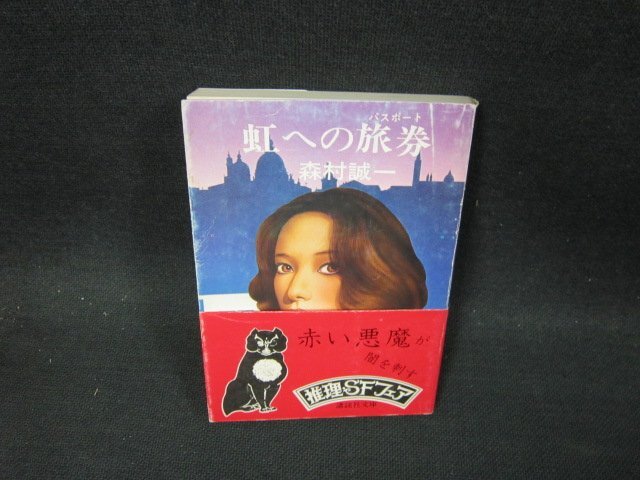 虹への旅券
パスポート
森村誠一
赤い悪魔が
闇を刺す
推理・SFフェア
講談社文庫